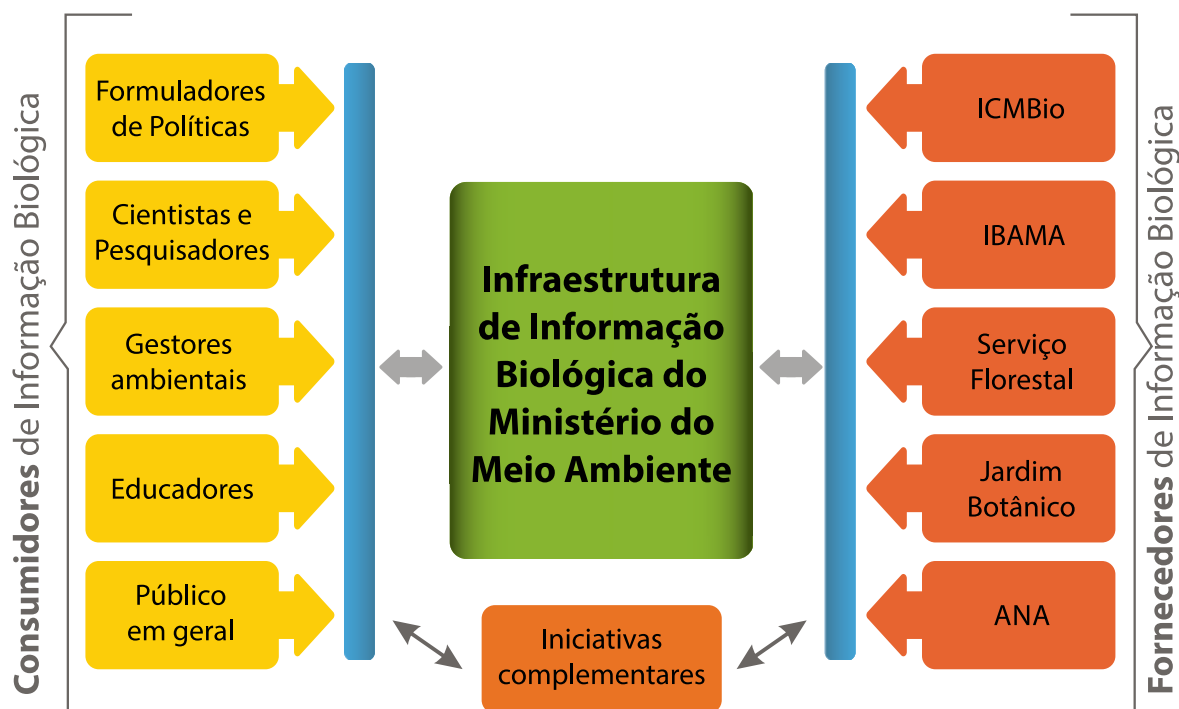 Consumidores de Informação Biológica
Formuladores
de Políticas
Cientistas e
Pesquisadores
Gestores
ambientais
Educadores
Público
em geral
Infraestrutura
de Informação
Biológica do
Ministério do
Meio Ambiente
Iniciativas
complementares
ICMBio
IBAMA
Serviço
Florestal
Jardim
Botânico
ANA
Fornecedores de Informação Biológica